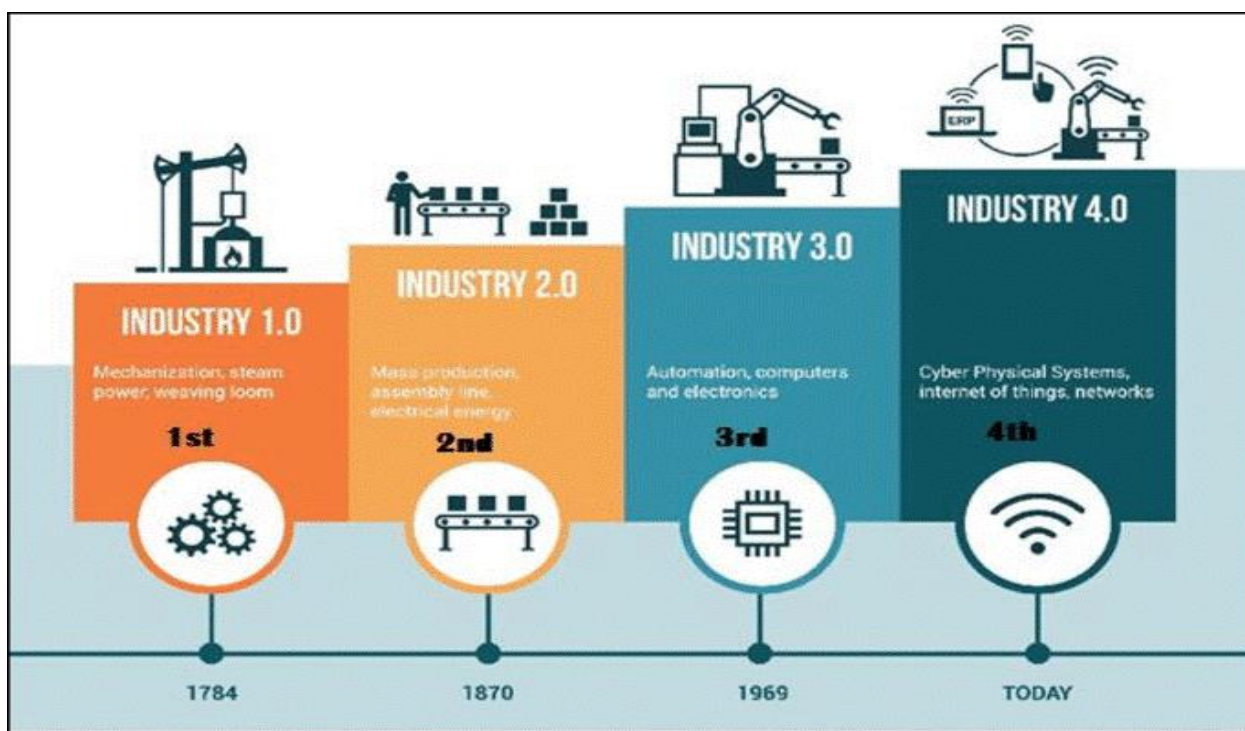 ERP
INDUSTRY 1.0
Mechanization, steam
power, weaving loom
1st
INDUSTRY 2.0
Mass production,
assembly line,
electrical energy
2nd
INDUSTRY 3.0
Automation, computers
and electronics
3rd
INDUSTRY 4.0
Cyber Physical Systems,
internet of things, networks
4th
1784
1870
1969
TODAY